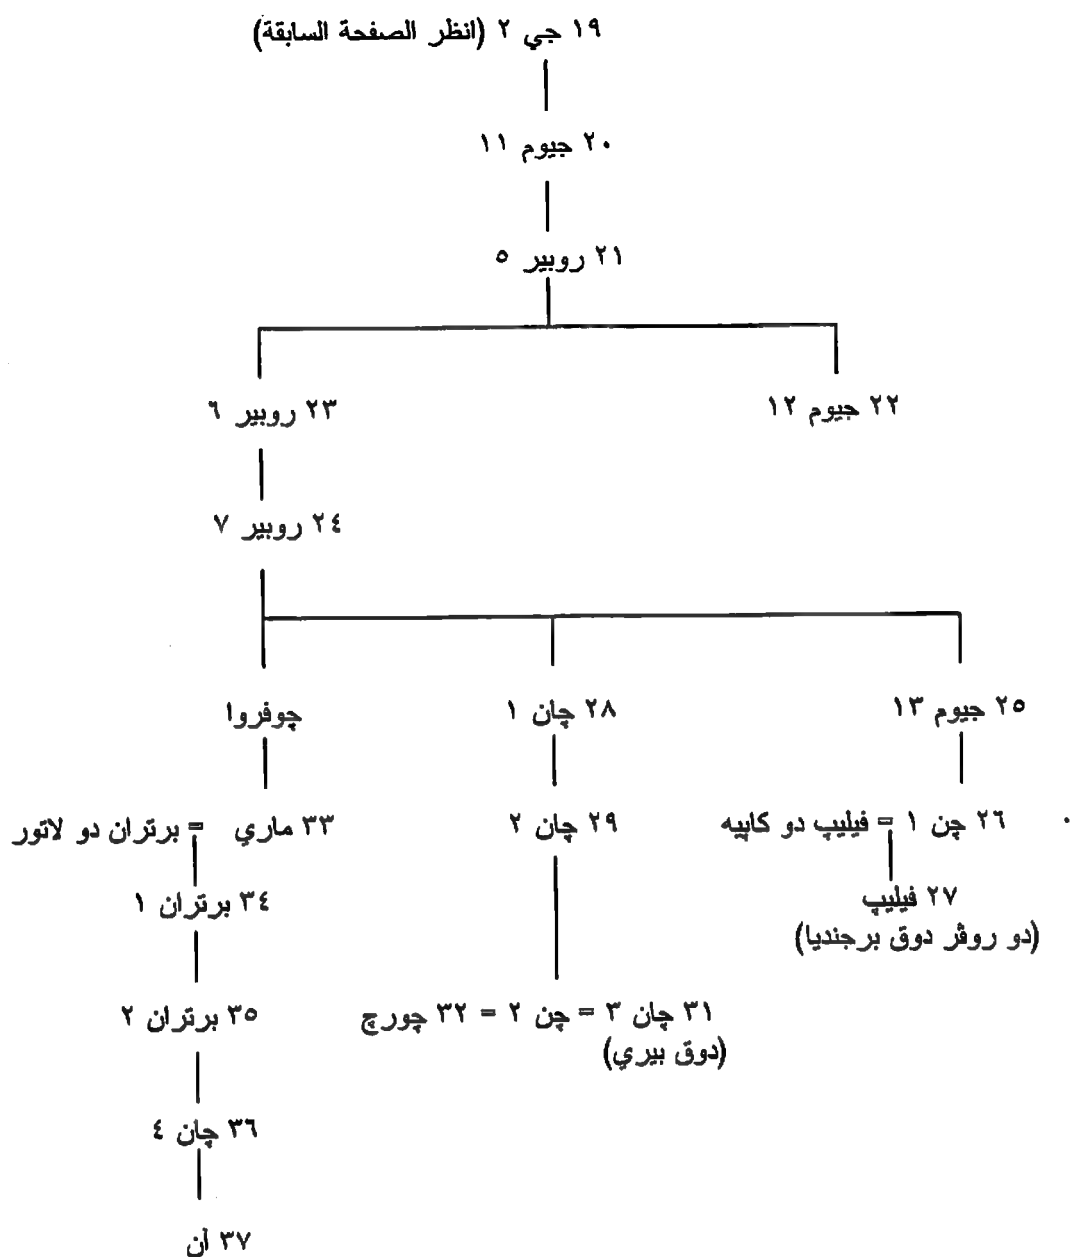 ١٩ جي ٢ (انظر الصفحة السابقة)
٢٠ جيوم ١١
٢١ روبير ٥
٢٢ جيوم ١٢
٢٣ روبير ٦
٢٤ روبير ٧
٢٥ جيوم ١٣
٢٨ چان ١
چوفروا
٢٦ چن ١ = فيليپ دو كاپيه
٢٩ چان ٢
٣٣ ماري = برتران دو لاتور
٢٧ فيليپ
(دو روڤر دوق برجنديا)
٣٤ برتران ١
٣١ چان ٣ = چن ٢ = ٣٢ چورچ
(دوق بيري)
٣٥ برتران ٢
٣٦ چان ٤
٣٧ آن